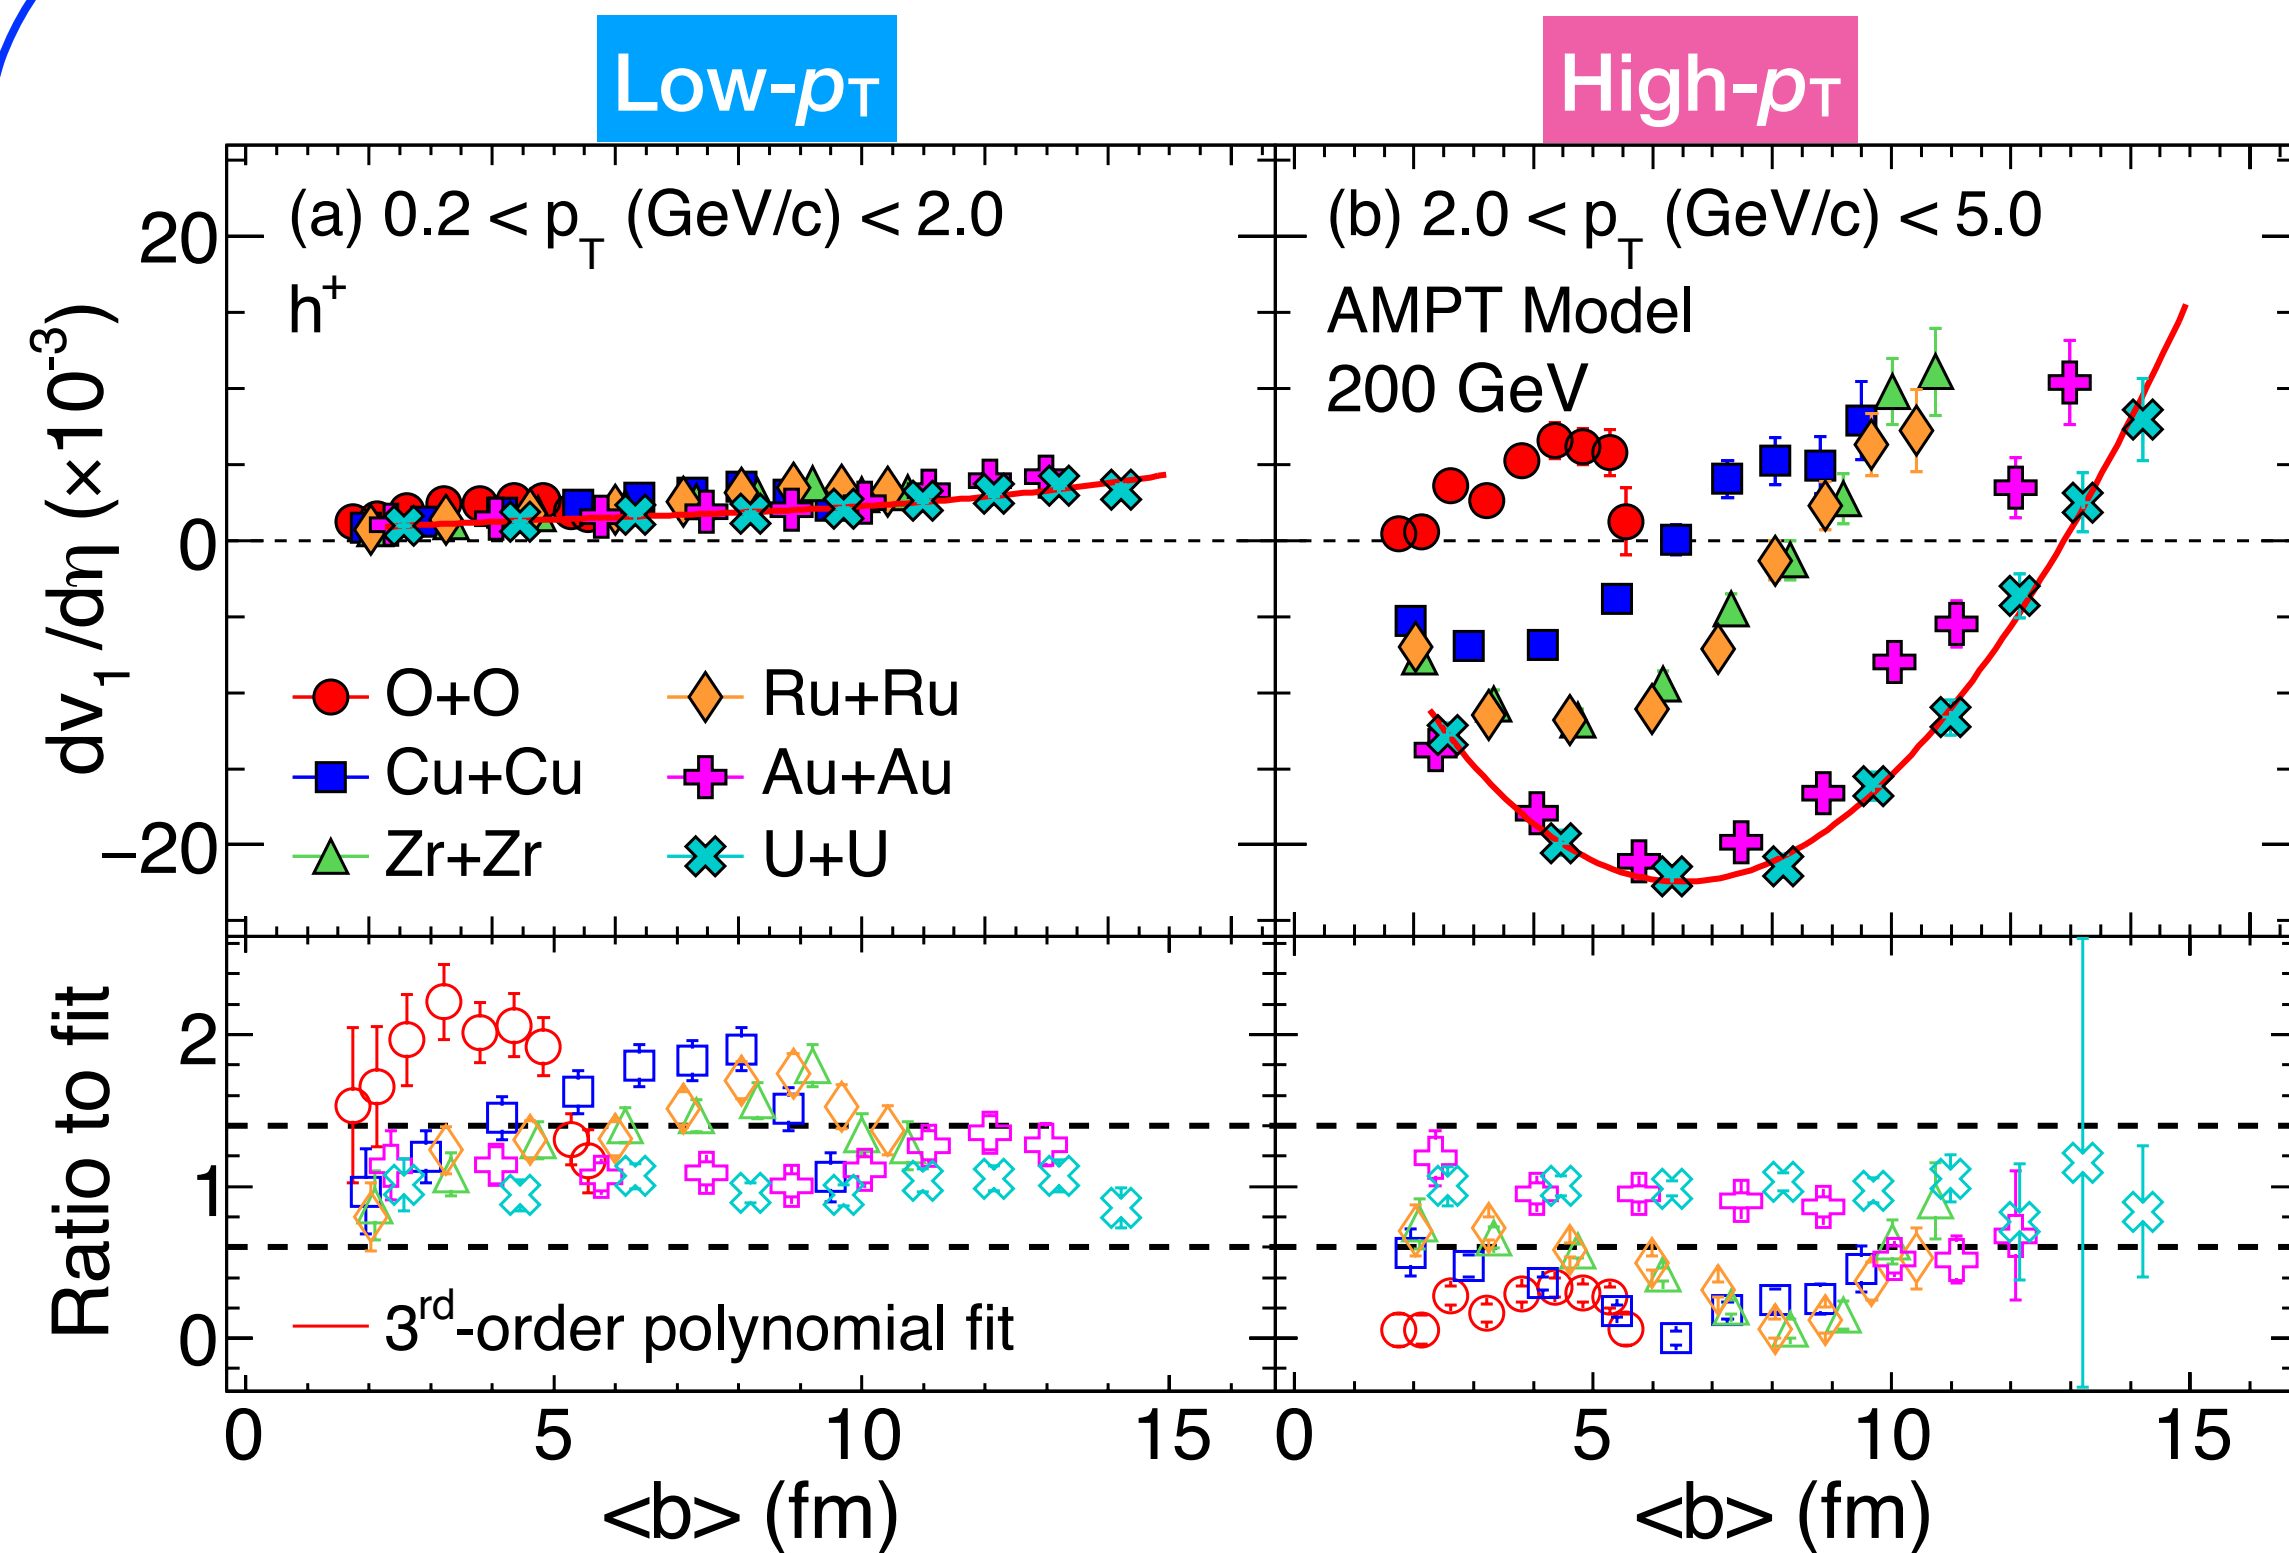 Low-pT
High-pT
(a) 0.2 < pT (GeV/c) < 2.0
h+
(b) 2.0 < pT (GeV/c) < 5.0
AMPT Model
200 GeV
dv1/dη (×10-3)
20
0
−20
O+O
Ru+Ru
Cu+Cu
Au+Au
Zr+Zr
U+U
Ratio to fit
2
1
0
3rd-order polynomial fit
0 5 10 15
0 5 10 15
<b> (fm)
<b> (fm)